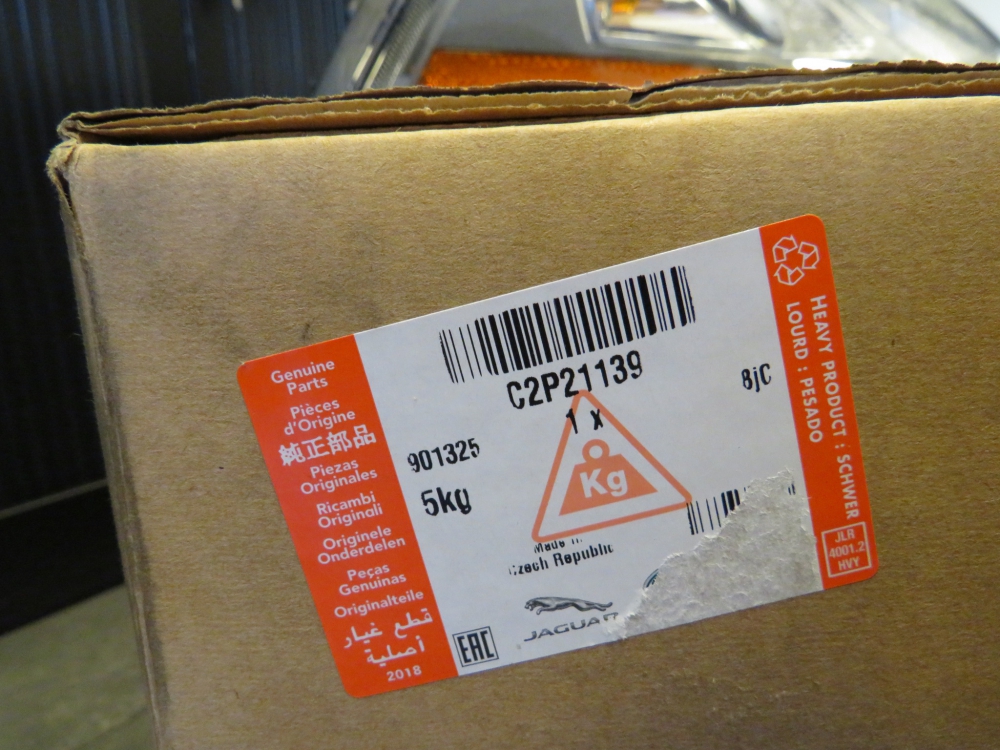 Genuine
Parts
Pièces
d'Origine
純正部品
Piezas
Originales
Ricambi
Originali
Originele
Onderdelen
Peças
Genuinas
Originalteile
قطع غيار
أصلية
2018
C2P21139
1 x
8jC
901325
5kg
Kg
Made in:
Czech Republic
JAGUAR
EAC
HEAVY PRODUCT : SCHWER
LOURD : PESADO
JLR
4001.2
HVY